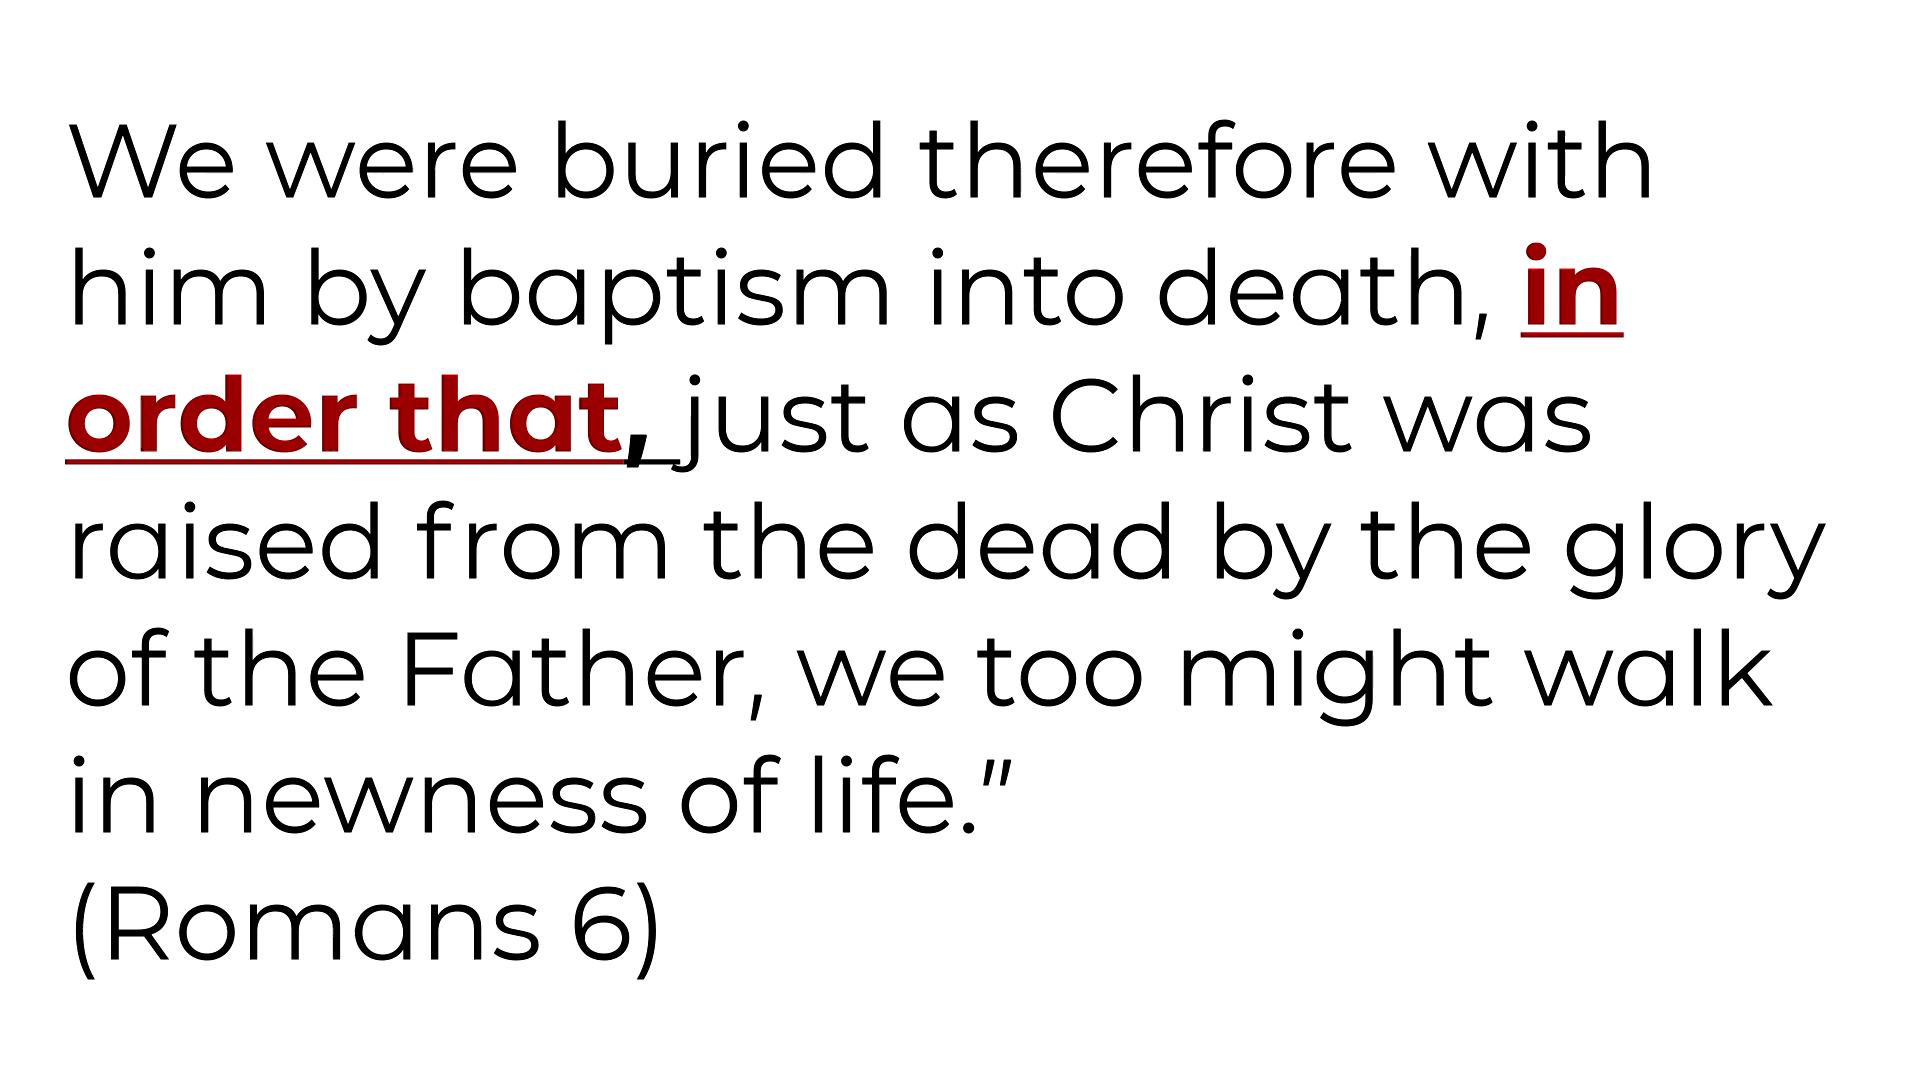 We were buried therefore with
him by baptism into death, in
order that, just as Christ was
raised from the dead by the glory
of the Father, we too might walk
in newness of life.”
(Romans 6)